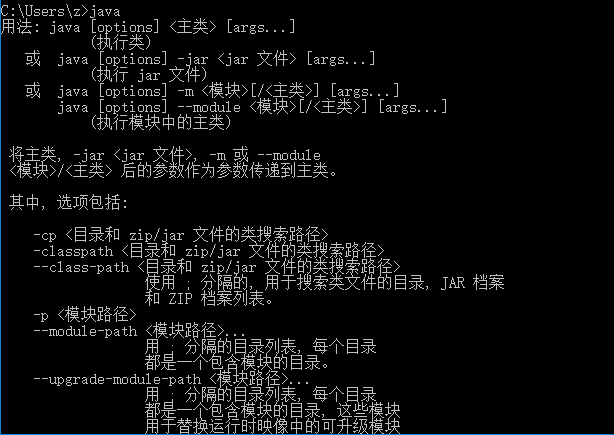 C:\Users\z>java
用法: java [options] <主类> [args...]
(执行类)
或 java [options] -jar <jar 文件> [args...]
(执行 jar 文件)
或 java [options] -m <模块>[/<主类>] [args...]
java [options] --module <模块>[/<主类>] [args...]
(执行模块中的主类)
将主类, -jar <jar 文件>, -m 或 --module
<模块>/<主类> 后的参数作为参数传递到主类。
其中, 选项包括:
-cp <目录和 zip/jar 文件的类搜索路径>
-classpath <目录和 zip/jar 文件的类搜索路径>
--class-path <目录和 zip/jar 文件的类搜索路径>
使用 ; 分隔的, 用于搜索类文件的目录, JAR 档案
和 ZIP 档案列表。
-p <模块路径>
--module-path <模块路径>...
用 ; 分隔的目录列表, 每个目录
都是一个包含模块的目录。
--upgrade-module-path <模块路径>...
用 ; 分隔的目录列表, 每个目录
都是一个包含模块的目录, 这些模块
用于替换运行时映像中的可升级模块